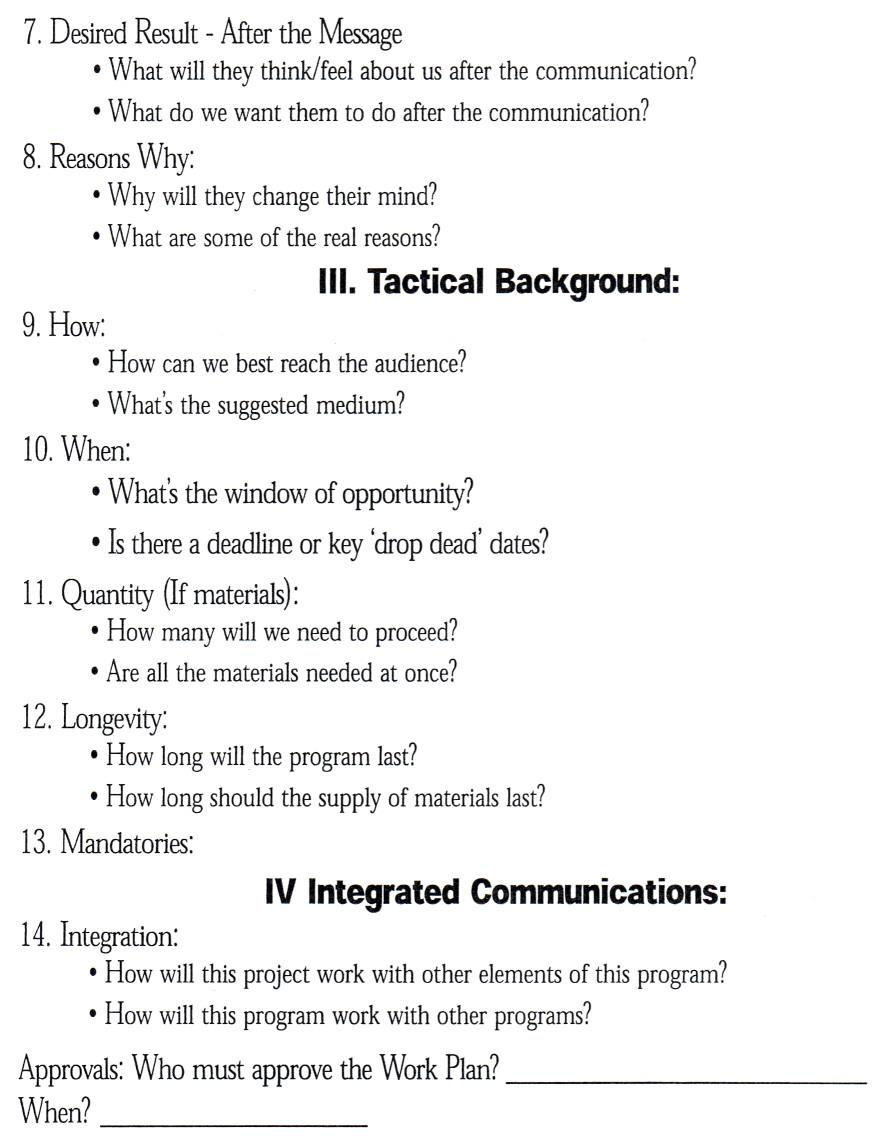 7. Desired Result - After the Message
• What will they think/feel about us after the communication?
• What do we want them to do after the communication?
8. Reasons Why:
• Why will they change their mind?
• What are some of the real reasons?
III. Tactical Background:
9. How:
• How can we best reach the audience?
• What's the suggested medium?
10. When:
• What's the window of opportunity?
• Is there a deadline or key 'drop dead' dates?
11. Quantity (If materials):
• How many will we need to proceed?
• Are all the materials needed at once?
12. Longevity:
• How long will the program last?
• How long should the supply of materials last?
13. Mandatories:
IV Integrated Communications:
14. Integration:
• How will this project work with other elements of this program?
• How will this program work with other programs?
Approvals: Who must approve the Work Plan? ____________________
When? ____________________